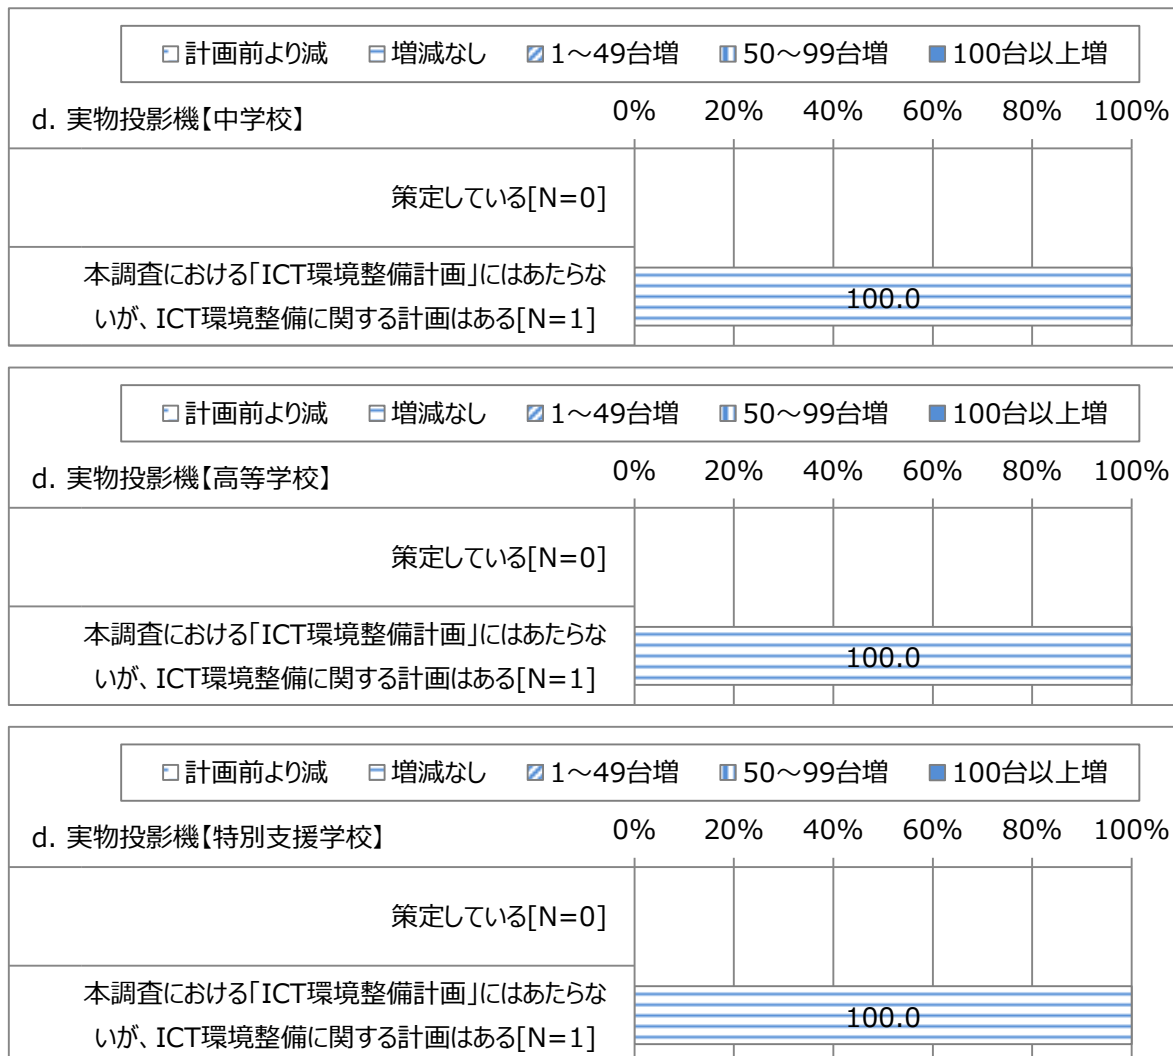 計画前より減 増減なし 1～49台増 50～99台増 100台以上増
d. 実物投影機【中学校】 0% 20% 40% 60% 80% 100%
策定している[N=0]
本調査における「ICT環境整備計画」にはあたらな
いが、ICT環境整備に関する計画はある[N=1]
100.0
計画前より減 増減なし 1～49台増 50～99台増 100台以上増
d. 実物投影機【高等学校】 0% 20% 40% 60% 80% 100%
策定している[N=0]
本調査における「ICT環境整備計画」にはあたらな
いが、ICT環境整備に関する計画はある[N=1]
100.0
計画前より減 増減なし 1～49台増 50～99台増 100台以上増
d. 実物投影機【特別支援学校】 0% 20% 40% 60% 80% 100%
策定している[N=0]
本調査における「ICT環境整備計画」にはあたらな
いが、ICT環境整備に関する計画はある[N=1]
100.0